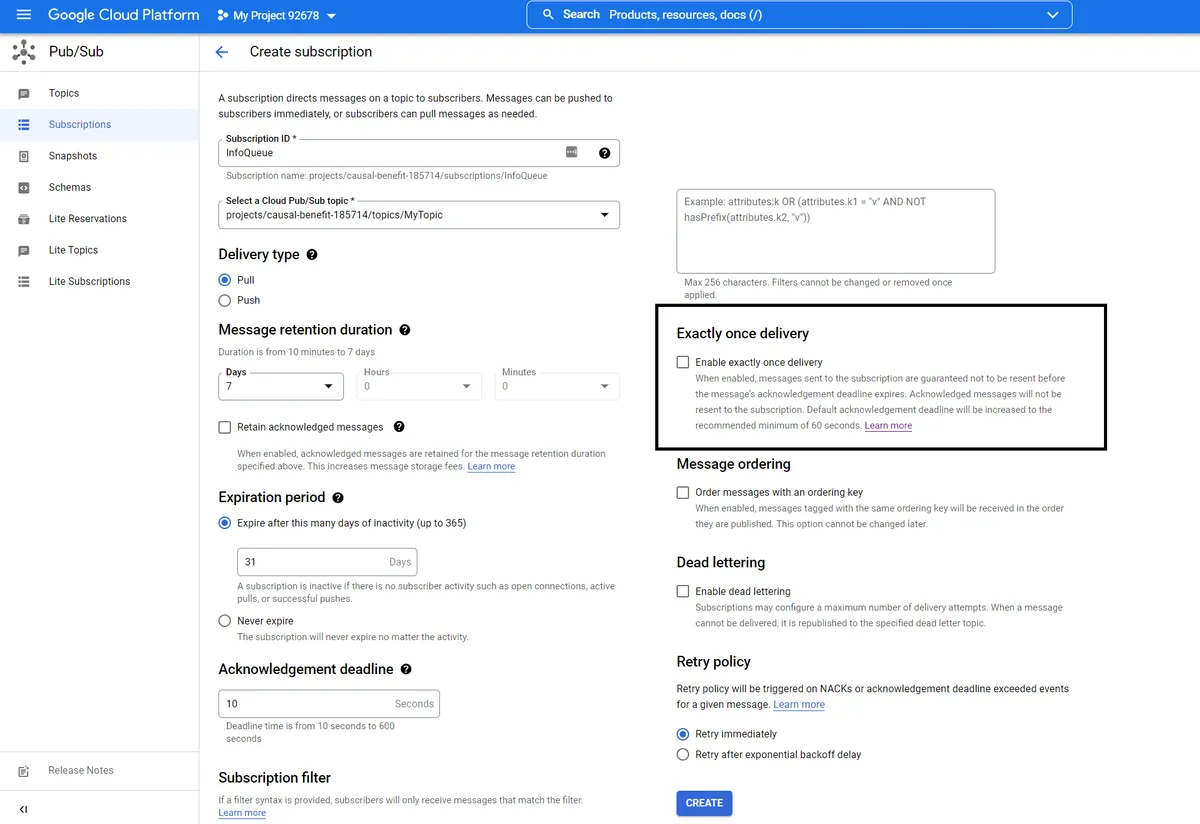 Google Cloud Platform
My Project 92678
Search Products, resources, docs (/)
Pub/Sub
Create subscription
Topics
Subscriptions
Snapshots
Schemas
Lite Reservations
Lite Topics
Lite Subscriptions
Release Notes
A subscription directs messages on a topic to subscribers. Messages can be pushed to
subscribers immediately, or subscribers can pull messages as needed.
Subscription ID *
InfoQueue
Subscription name: projects/causal-benefit-185714/subscriptions/InfoQueue
Select a Cloud Pub/Sub topic *
projects/causal-benefit-185714/topics/MyTopic
Delivery type
Pull
Push
Message retention duration
Duration is from 10 minutes to 7 days
Days
7
Hours
0
Minutes
0
Retain acknowledged messages
When enabled, acknowledged messages are retained for the message retention duration
specified above. This increases message storage fees. Learn more
Expiration period
Expire after this many days of inactivity (up to 365)
31 Days
A subscription is inactive if there is no subscriber activity such as open connections, active
pulls, or successful pushes.
Never expire
The subscription will never expire no matter the activity.
Acknowledgement deadline
10 Seconds
Deadline time is from 10 seconds to 600
seconds
Subscription filter
If a filter syntax is provided, subscribers will only receive messages that match the filter.
Learn more
Example: attributes:k OR (attributes.k1 = "v" AND NOT
hasPrefix(attributes.k2, "v"))
Max 256 characters. Filters cannot be changed or removed once
applied.
Exactly once delivery
Enable exactly once delivery
When enabled, messages sent to the subscription are guaranteed not to be resent before
the message's acknowledgement deadline expires. Acknowledged messages will not be
resent to the subscription. Default acknowledgement deadline will be increased to the
recommended minimum of 60 seconds. Learn more
Message ordering
Order messages with an ordering key
When enabled, messages tagged with the same ordering key will be received in the order
they are published. This option cannot be changed later.
Dead lettering
Enable dead lettering
Subscriptions may configure a maximum number of delivery attempts. When a message
cannot be delivered, it is republished to the specified dead letter topic.
Retry policy
Retry policy will be triggered on NACKs or acknowledgement deadline exceeded events
for a given message. Learn more
Retry immediately
Retry after exponential backoff delay
CREATE